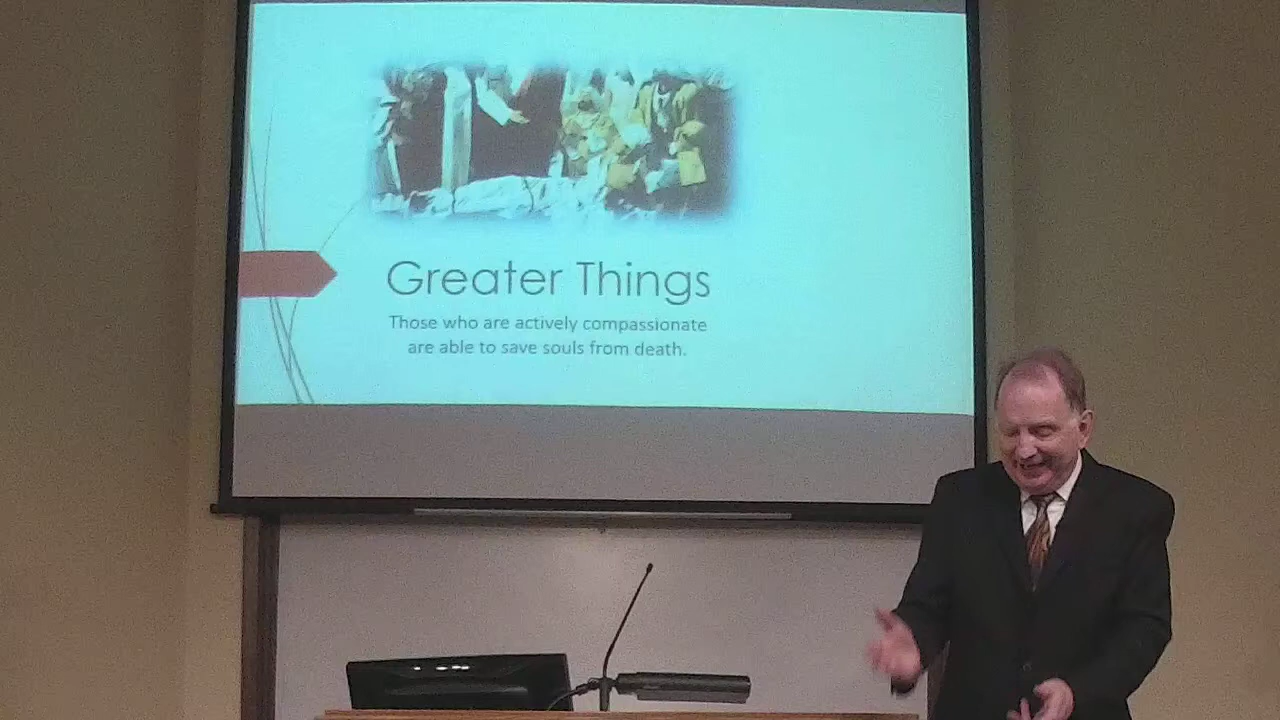 Greater Things
Those who are actively compassionate
are able to save souls from death.